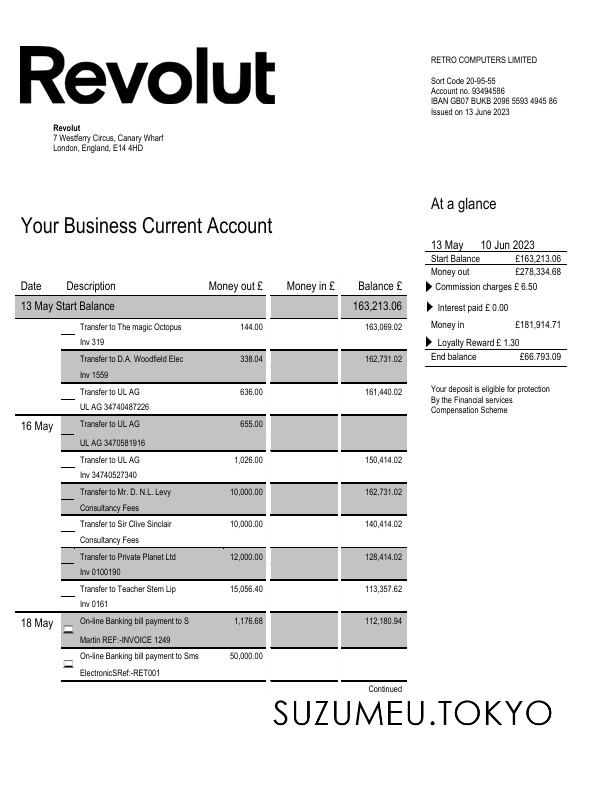 Revolut
RETRO COMPUTERS LIMITED
Sort Code 20-95-55
Account no. 93494586
IBAN GB07 BUKB 2096 5593 4945 86
Issued on 13 June 2023
Revolut
7 Westferry Circus, Canary Wharf
London, England, E14 4HD
At a glance
13 May 10 Jun 2023
Start Balance £163,213.06
Money out £278,334.68
Commission charges £ 6.50
Interest paid £ 0.00
Money in £181,914.71
Loyalty Reward £ 1.30
End balance £66.793.09
Your deposit is eligible for protection
By the Financial services
Compensation Scheme
Your Business Current Account
Date Description Money out £ Money in £ Balance £
13 May Start Balance 163,213.06
Transfer to The magic Octopus 144.00 163,069.02
Inv 319
Transfer to D.A. Woodfield Elec 338.04 162,731.02
Inv 1559
Transfer to UL AG 636.00 161,440.02
UL AG 34740487226
16 May Transfer to UL AG 655.00
UL AG 3470581916
Transfer to UL AG 1,026.00 150,414.02
Inv 34740527340
Transfer to Mr. D. N.L. Levy 10,000.00 162,731.02
Consultancy Fees
Transfer to Sir Clive Sinclair 10,000.00 140,414.02
Consultancy Fees
Transfer to Private Planet Ltd 12,000.00 128,414.02
Inv 0100190
Transfer to Teacher Stem Lip 15,056.40 113,357.62
Inv 0161
18 May On-line Banking bill payment to S 1,176.68 112,180.94
Martin REF:-INVOICE 1249
On-line Banking bill payment to Sms 50,000.00
ElectronicSRef:-RET001
Continued
SUZUMEU.TOKYO